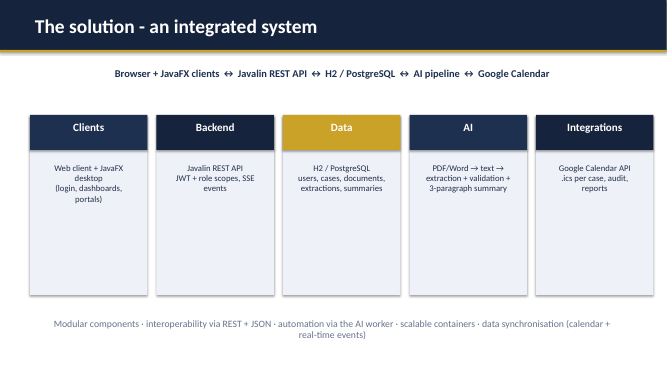 The solution - an integrated system
Browser + JavaFX clients ↔ Javalin REST API ↔ H2 / PostgreSQL ↔ AI pipeline ↔ Google Calendar
Clients
Web client + JavaFX
desktop
(login, dashboards,
portals)
Backend
Javalin REST API
JWT + role scopes, SSE
events
Data
H2 / PostgreSQL
users, cases, documents,
extractions, summaries
AI
PDF/Word → text →
extraction + validation +
3-paragraph summary
Integrations
Google Calendar API
.ics per case, audit,
reports
Modular components · interoperability via REST + JSON · automation via the AI worker · scalable containers · data synchronisation (calendar +
real-time events)